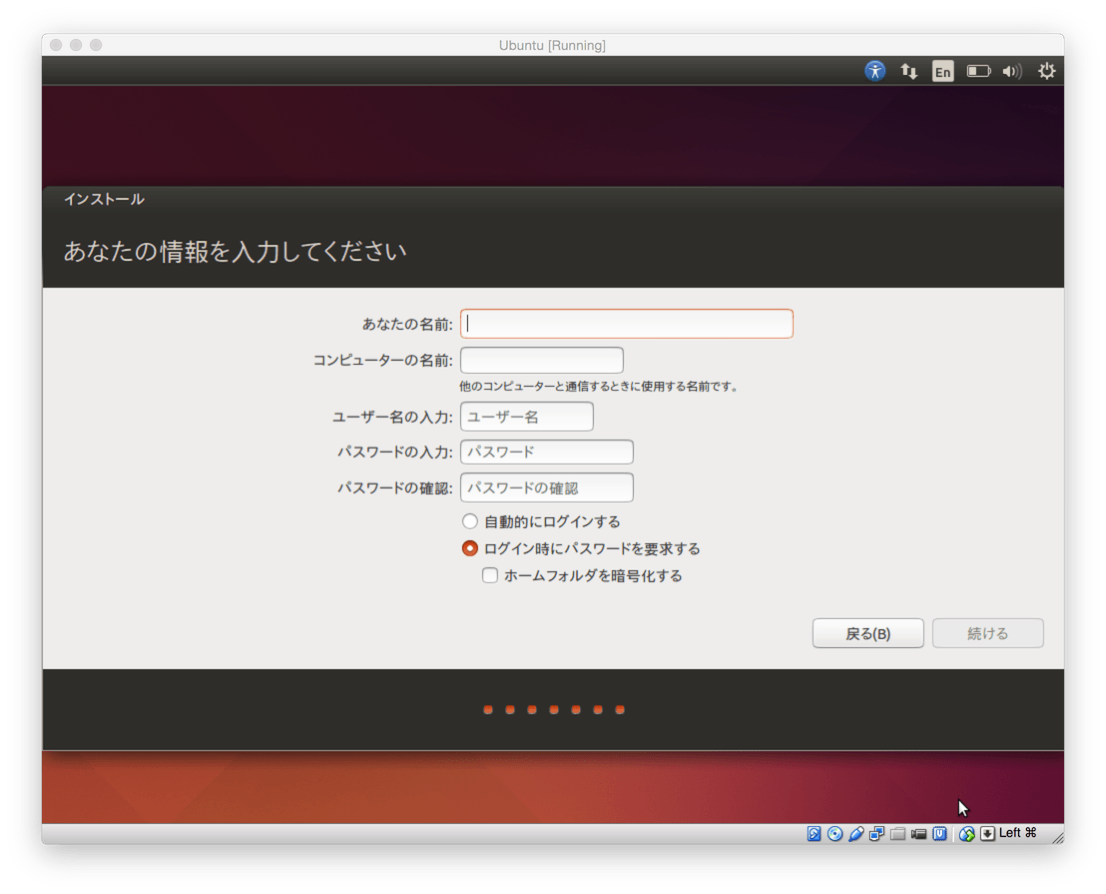 Ubuntu [Running]
En
インストール
あなたの情報を入力してください
あなたの名前:
コンピューターの名前:
他のコンピューターと通信するときに使用する名前です。
ユーザー名の入力: ユーザー名
パスワードの入力: パスワード
パスワードの確認: パスワードの確認
自動的にログインする
ログイン時にパスワードを要求する
ホームフォルダを暗号化する
戻る(B) 続ける
Left ⌘